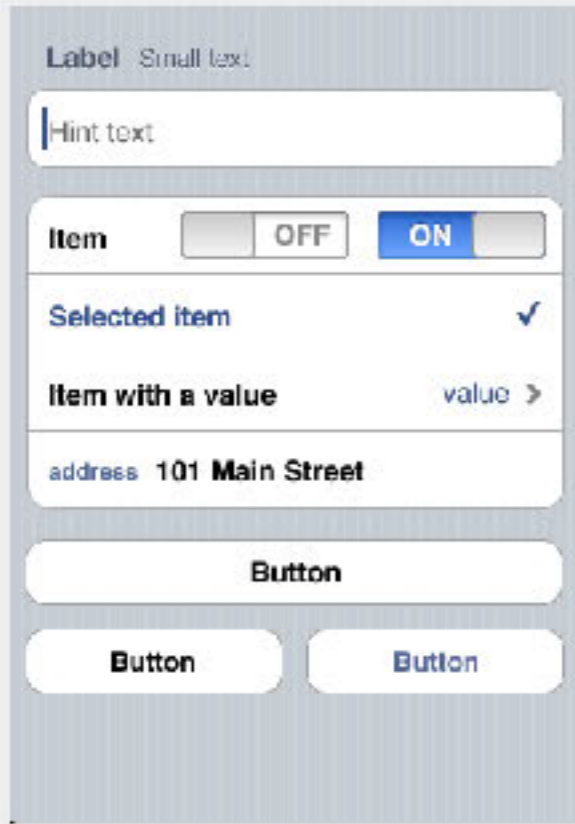 Label Small text
Hint text
Item OFF ON
Selected item
Item with a value value
address 101 Main Street
Button
Button Button